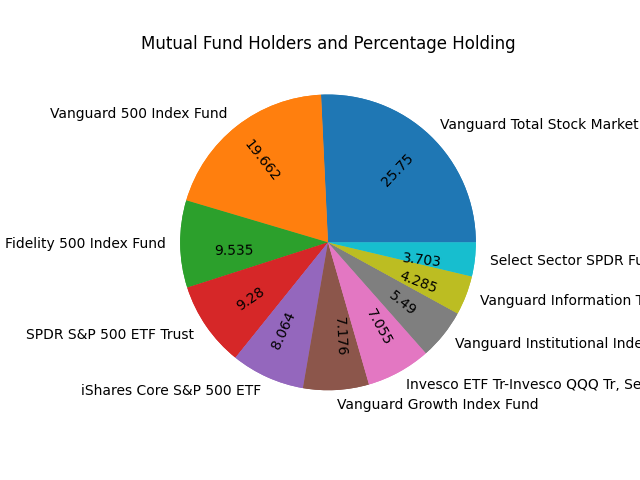 Mutual Fund Holders and Percentage Holding
Vanguard Total Stock Market
25.75
Vanguard 500 Index Fund
19.662
Fidelity 500 Index Fund
9.535
SPDR S&P 500 ETF Trust
9.28
iShares Core S&P 500 ETF
8.064
Vanguard Growth Index Fund
7.176
Invesco ETF Tr-Invesco QQQ Tr, Se
7.055
Vanguard Institutional Inde
5.49
Vanguard Information T
4.285
Select Sector SPDR Fu
3.703